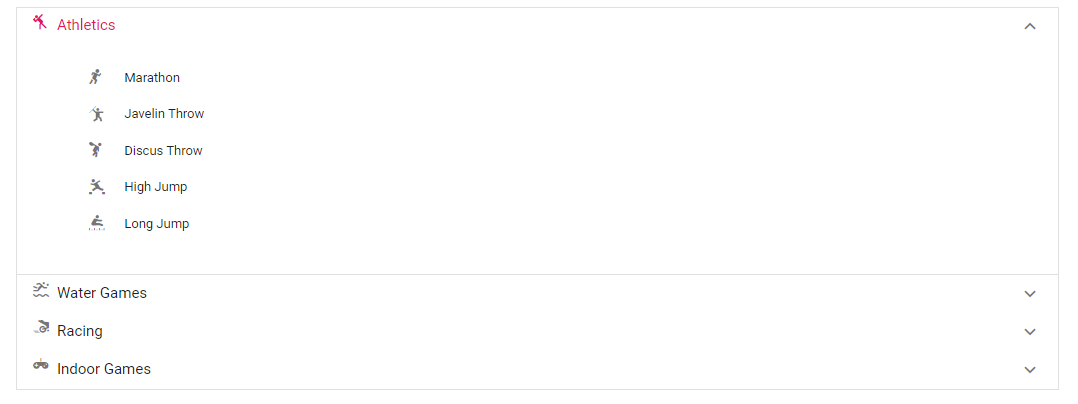 Athletics
Marathon
Javelin Throw
Discus Throw
High Jump
Long Jump
Water Games
Racing
Indoor Games